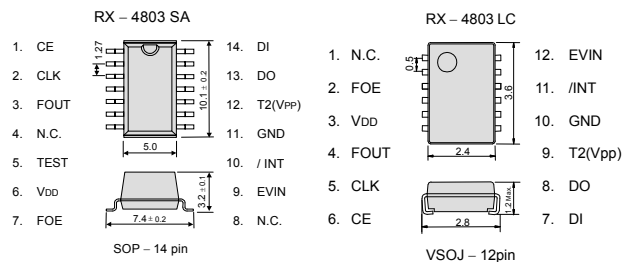 RX – 4803 SA
1. CE
2. CLK
3. FOUT
4. N.C.
5. TEST
6. VDD
7. FOE
1.27
10.1 ± 0.2
5.0
3.2 ± 0.1
7.4 ± 0.2
14. DI
13. DO
12. T2(VPP)
11. GND
10. / INT
9. EVIN
8. N.C.
SOP – 14 pin
RX – 4803 LC
1. N.C.
2. FOE
3. VDD
4. FOUT
5. CLK
6. CE
0.5
3.6
2.4
1.2 Max.
2.8
12. EVIN
11. /INT
10. GND
9. T2(Vpp)
8. DO
7. DI
VSOJ – 12pin